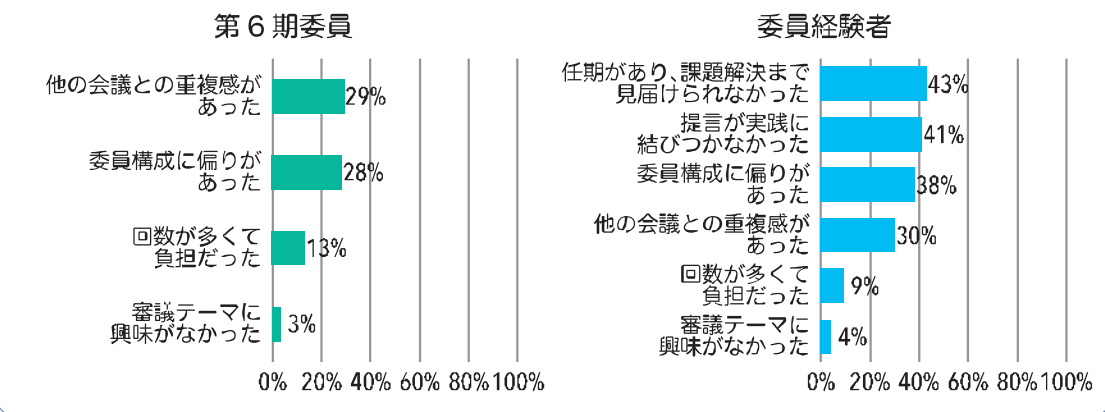 第6期委員
他の会議との重複感が
あった
29%
委員構成に偏りが
あった
28%
回数が多くて
負担だった
13%
審議テーマに
興味がなかった
3%
0% 20% 40% 60% 80% 100%
委員経験者
任期があり、課題解決まで
見届けられなかった
43%
提言が実践に
結びつかなかった
41%
委員構成に偏りが
あった
38%
他の会議との重複感が
あった
30%
回数が多くて
負担だった
9%
審議テーマに
興味がなかった
4%
0% 20% 40% 60% 80% 100%